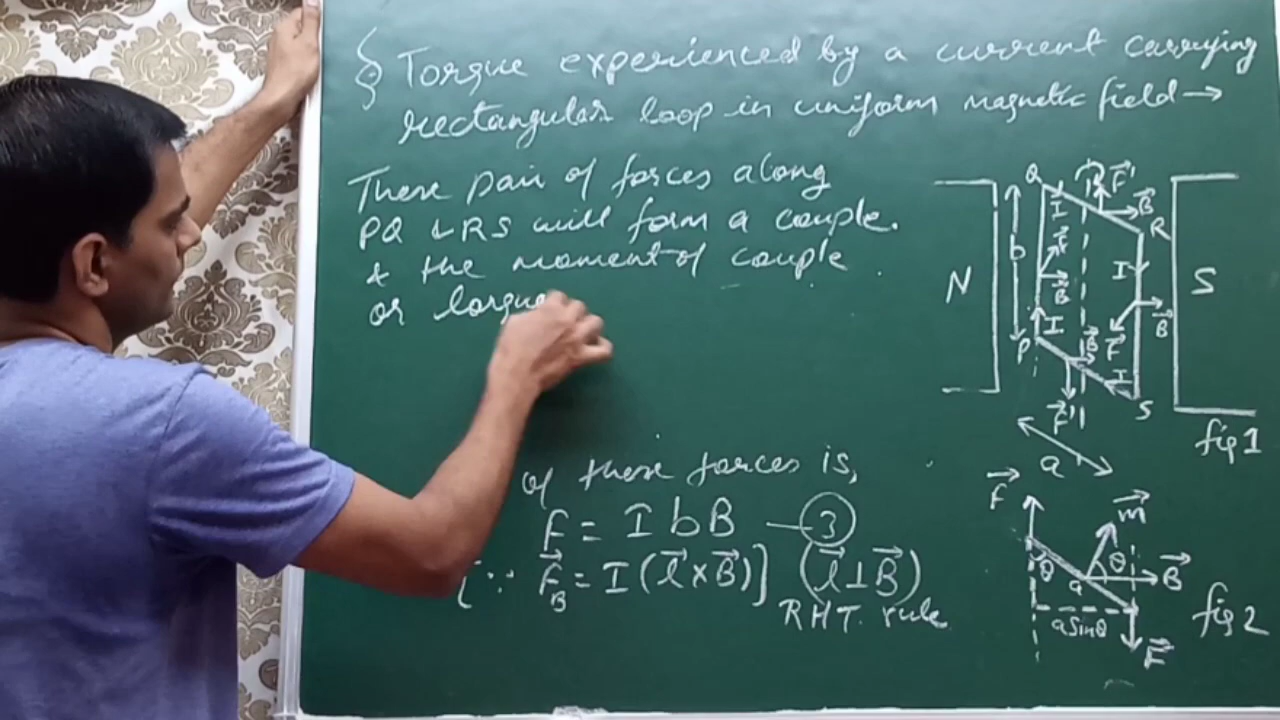 Torque experienced by a current carrying
rectangular loop in uniform magnetic field →
These pair of forces along
PQ & RS will form a couple.
& the moment of couple
or torque
of these forces is,
F = I b B — 3
[∵ F⃗_B = I (l⃗ × B⃗)] (l⃗ ⊥ B⃗)
RHT. rule
Q I F⃗' B⃗ R
b F⃗ I
N B⃗ B⃗ S
I F⃗
P B⃗ I S
F⃗'
a fig 1
F⃗ m⃗
θ θ B⃗
a
a sinθ fig 2
F⃗